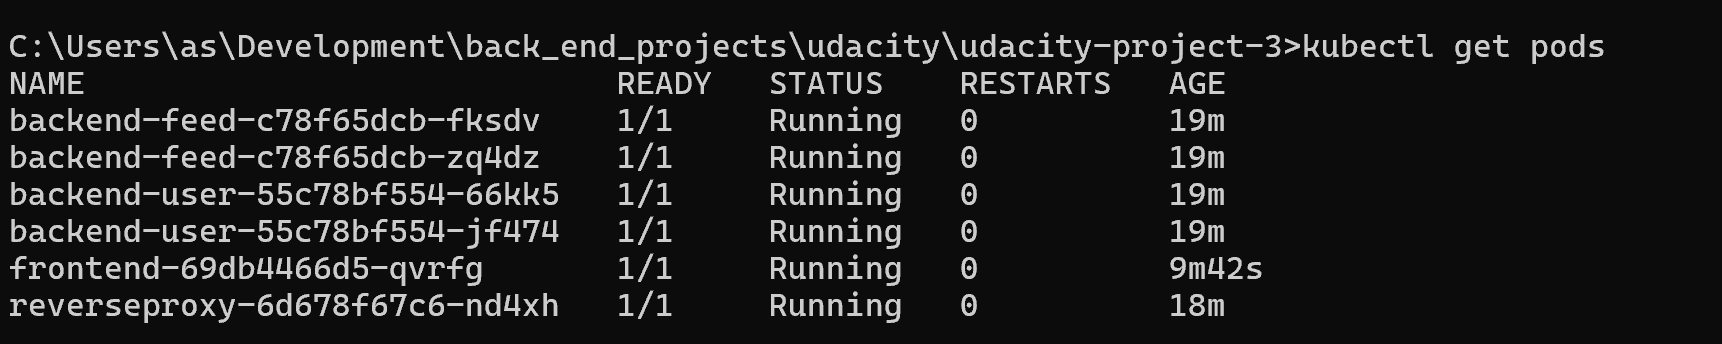 C:\Users\as\Development\back_end_projects\udacity\udacity-project-3>kubectl get pods
NAME READY STATUS RESTARTS AGE
backend-feed-c78f65dcb-fksdv 1/1 Running 0 19m
backend-feed-c78f65dcb-zq4dz 1/1 Running 0 19m
backend-user-55c78bf554-66kk5 1/1 Running 0 19m
backend-user-55c78bf554-jf474 1/1 Running 0 19m
frontend-69db4466d5-qvrfg 1/1 Running 0 9m42s
reverseproxy-6d678f67c6-nd4xh 1/1 Running 0 18m